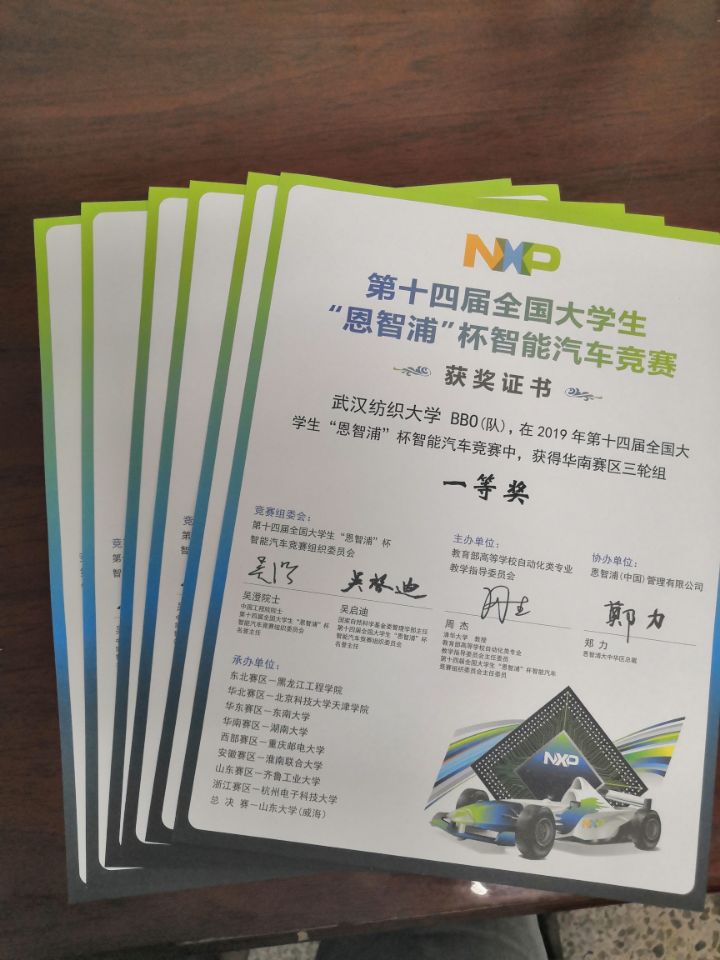 NXP
第十四届全国大学生
“恩智浦”杯智能汽车竞赛
获奖证书
武汉纺织大学 BBO(队), 在 2019 年第十四届全国大
学生“恩智浦”杯智能汽车竞赛中, 获得华南赛区三轮组
一等奖
竞赛组委会:
第十四届全国大学生“恩智浦”杯
智能汽车竞赛组织委员会
吴澄院士
中国工程院院士
第十四届全国大学生“恩智浦”杯
智能汽车竞赛组织委员会
名誉主任
吴启迪
国家自然科学基金委管理学部主任
第十四届全国大学生“恩智浦”杯
智能汽车竞赛组织委员会
名誉主任
主办单位:
教育部高等学校自动化类专业
教学指导委员会
周 杰
清华大学 教授
教育部高等学校自动化类专业
教学指导委员会主任委员
第十四届全国大学生“恩智浦”杯智能汽车
竞赛组织委员会主任委员
协办单位:
恩智浦(中国)管理有限公司
郑力
郑 力
恩智浦大中华区总裁
承办单位:
东北赛区—黑龙江工程学院
华北赛区—北京科技大学天津学院
华东赛区—东南大学
华南赛区—湖南大学
西部赛区—重庆邮电大学
安徽赛区—淮南联合大学
山东赛区—齐鲁工业大学
浙江赛区—杭州电子科技大学
总 决 赛—山东大学(威海)
NXP